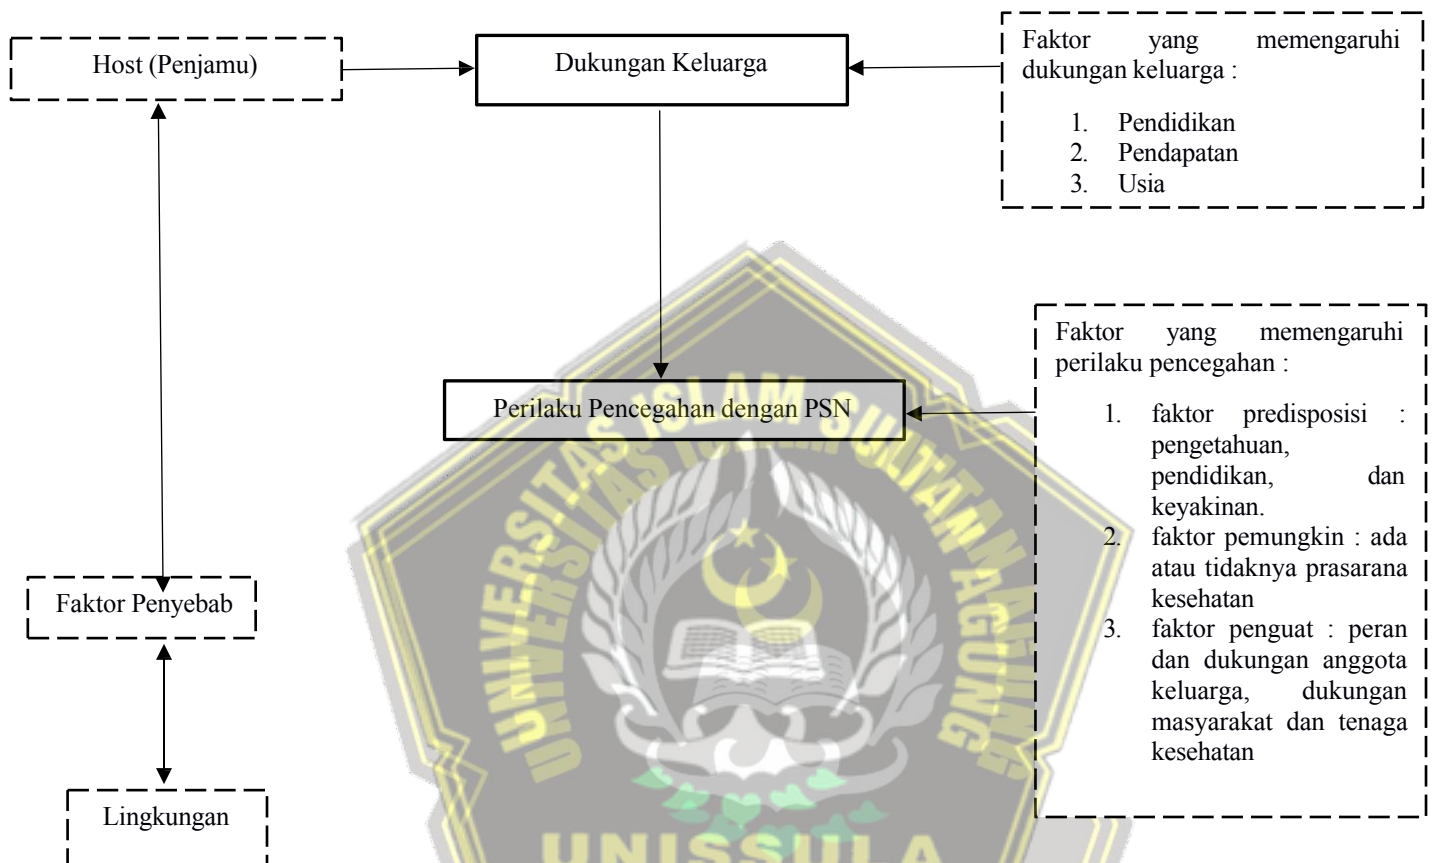 Host (Penjamu)
Dukungan Keluarga
Faktor yang memengaruhi
dukungan keluarga :
1. Pendidikan
2. Pendapatan
3. Usia
Perilaku Pencegahan dengan PSN
Faktor yang memengaruhi
perilaku pencegahan :
1. faktor predisposisi :
pengetahuan,
pendidikan, dan
keyakinan.
2. faktor pemungkin : ada
atau tidaknya prasarana
kesehatan
3. faktor penguat : peran
dan dukungan anggota
keluarga, dukungan
masyarakat dan tenaga
kesehatan
Faktor Penyebab
Lingkungan
UNIVERSITAS ISLAM SULTAN AGUNG
UNISSULA